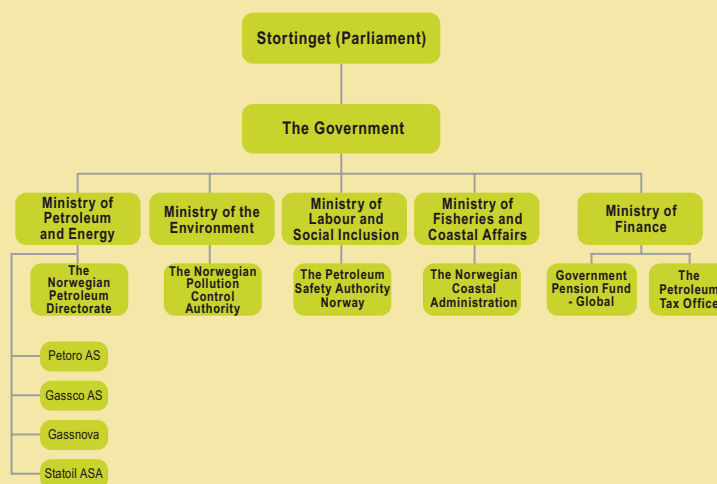 Stortinget (Parliament)
The Government
Ministry of
Petroleum
and Energy
Ministry of the
Environment
Ministry of
Labour and
Social Inclusion
Ministry of
Fisheries and
Coastal Affairs
Ministry of
Finance
The
Norwegian
Petroleum
Directorate
The Norwegian
Pollution
Control
Authority
The Petroleum
Safety Authority
Norway
The Norwegian
Coastal
Administration
Government
Pension Fund
- Global
The
Petroleum
Tax Office
Petoro AS
Gassco AS
Gassnova
Statoil ASA